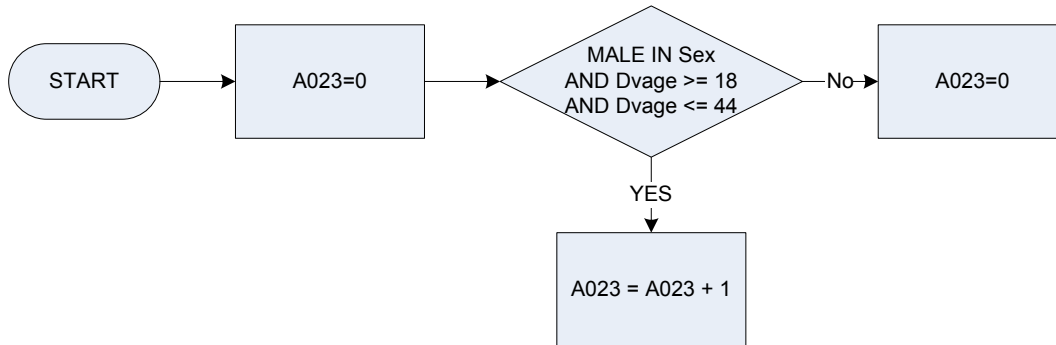 START
A023=0
MALE IN Sex
AND Dvage >= 18
AND Dvage <= 44
No
A023=0
YES
A023 = A023 + 1